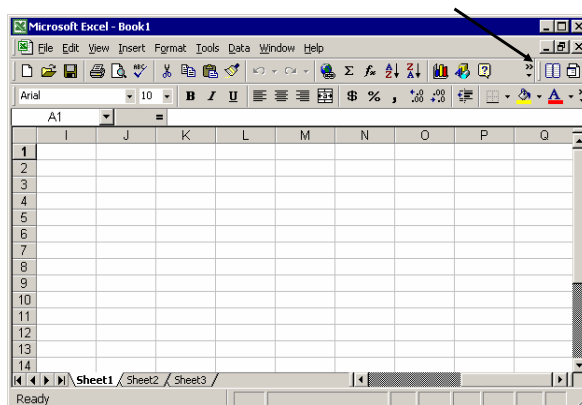 Microsoft Excel - Book1
File Edit View Insert Format Tools Data Window Help
Σ fx
Arial 10 B I U $ % ,
A1 =
I J K L M N O P Q
1
2
3
4
5
6
7
8
9
10
11
12
13
14
Sheet1 Sheet2 Sheet3
Ready